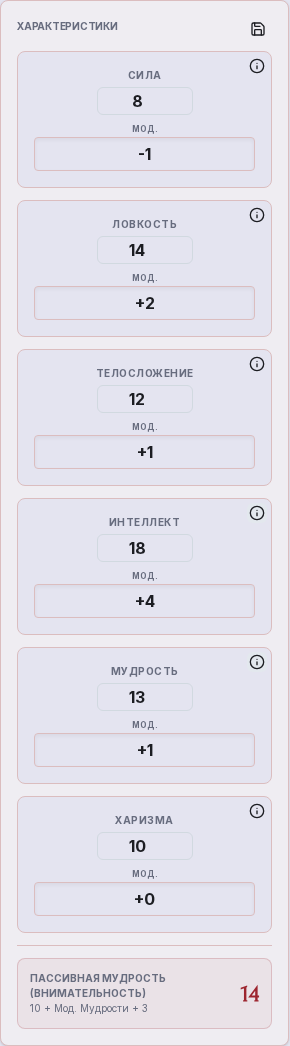 ХАРАКТЕРИСТИКИ
СИЛА
8
МОД.
-1
ЛОВКОСТЬ
14
МОД.
+2
ТЕЛОСЛОЖЕНИЕ
12
МОД.
+1
ИНТЕЛЛЕКТ
18
МОД.
+4
МУДРОСТЬ
13
МОД.
+1
ХАРИЗМА
10
МОД.
+0
ПАССИВНАЯ МУДРОСТЬ
(ВНИМАТЕЛЬНОСТЬ)
10 + Мод. Мудрости + 3
14